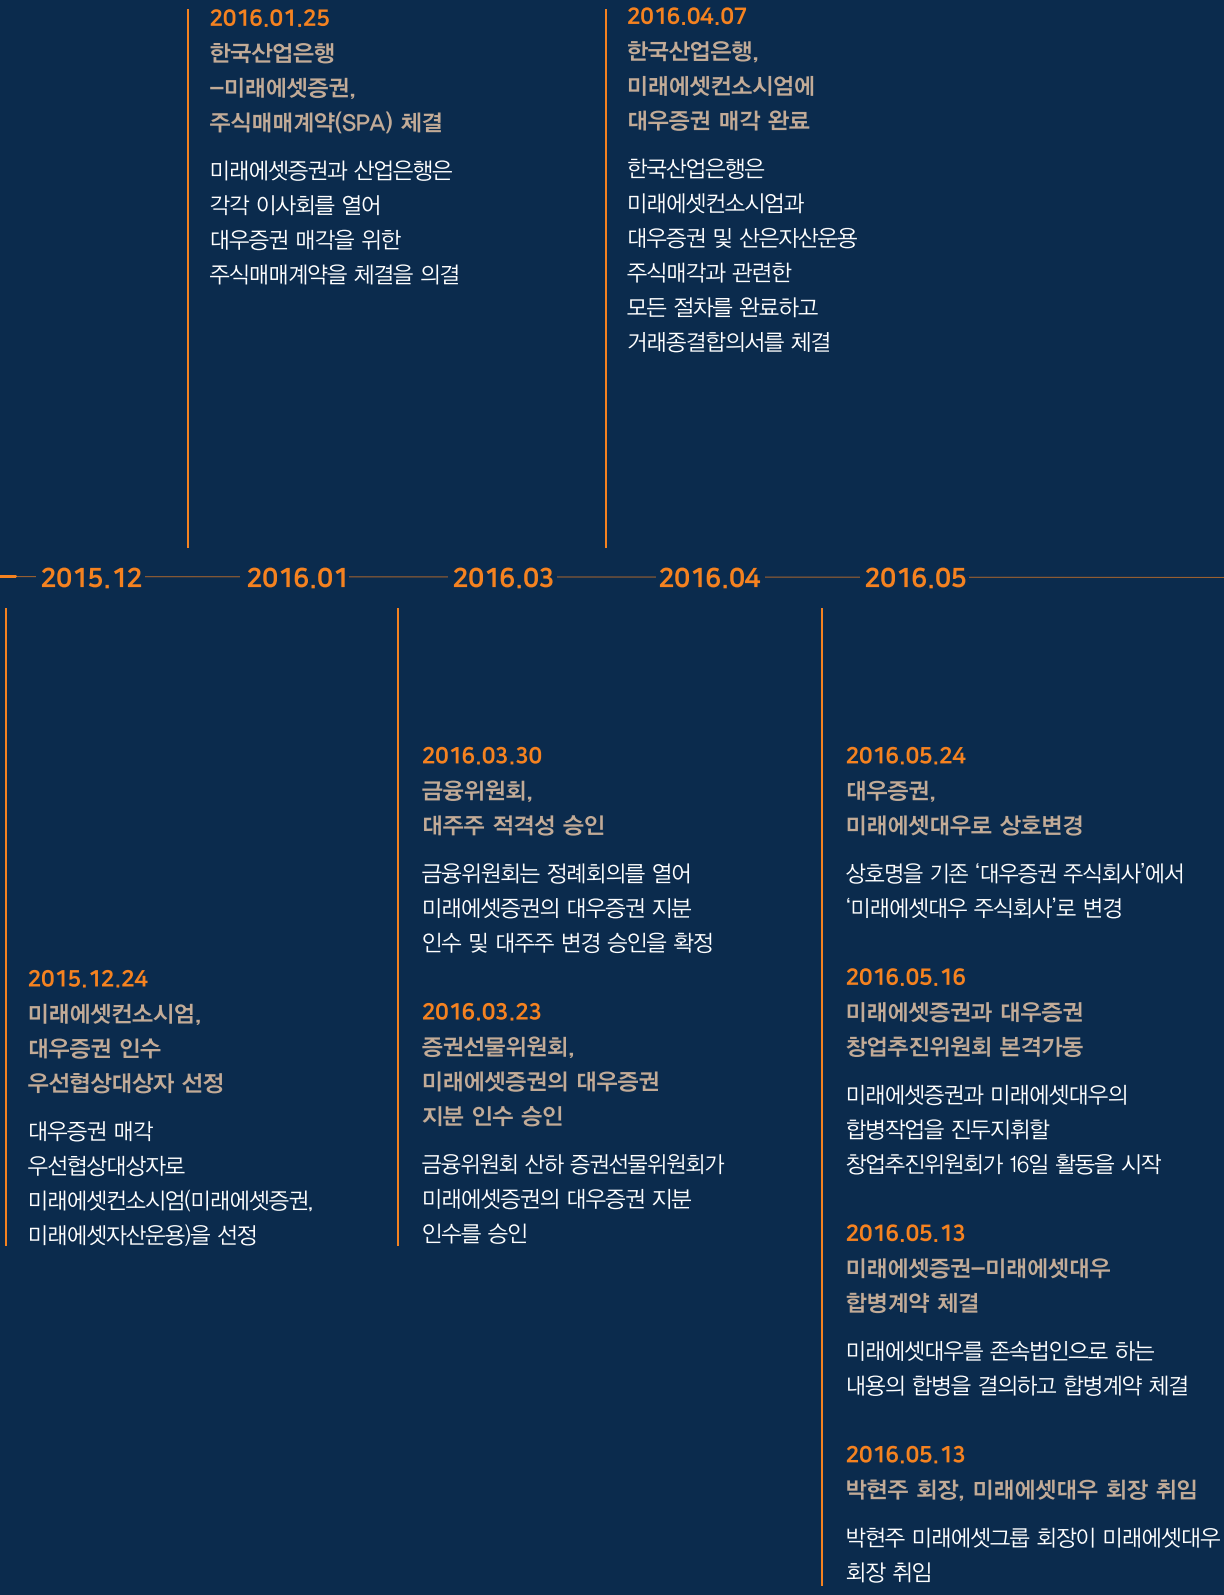 2016.01.25
한국산업은행
–미래에셋증권,
주식매매계약(SPA) 체결
미래에셋증권과 산업은행은
각각 이사회를 열어
대우증권 매각을 위한
주식매매계약을 체결을 의결
2016.04.07
한국산업은행,
미래에셋컨소시엄에
대우증권 매각 완료
한국산업은행은
미래에셋컨소시엄과
대우증권 및 산은자산운용
주식매각과 관련한
모든 절차를 완료하고
거래종결합의서를 체결
2015.12
2016.01
2016.03
2016.04
2016.05
2015.12.24
미래에셋컨소시엄,
대우증권 인수
우선협상대상자 선정
대우증권 매각
우선협상대상자로
미래에셋컨소시엄(미래에셋증권,
미래에셋자산운용)을 선정
2016.03.30
금융위원회,
대주주 적격성 승인
금융위원회는 정례회의를 열어
미래에셋증권의 대우증권 지분
인수 및 대주주 변경 승인을 확정
2016.03.23
증권선물위원회,
미래에셋증권의 대우증권
지분 인수 승인
금융위원회 산하 증권선물위원회가
미래에셋증권의 대우증권 지분
인수를 승인
2016.05.24
대우증권,
미래에셋대우로 상호변경
상호명을 기존 ‘대우증권 주식회사’에서
‘미래에셋대우 주식회사’로 변경
2016.05.16
미래에셋증권과 대우증권
창업추진위원회 본격가동
미래에셋증권과 미래에셋대우의
합병작업을 진두지휘할
창업추진위원회가 16일 활동을 시작
2016.05.13
미래에셋증권–미래에셋대우
합병계약 체결
미래에셋대우를 존속법인으로 하는
내용의 합병을 결의하고 합병계약 체결
2016.05.13
박현주 회장, 미래에셋대우 회장 취임
박현주 미래에셋그룹 회장이 미래에셋대우
회장 취임